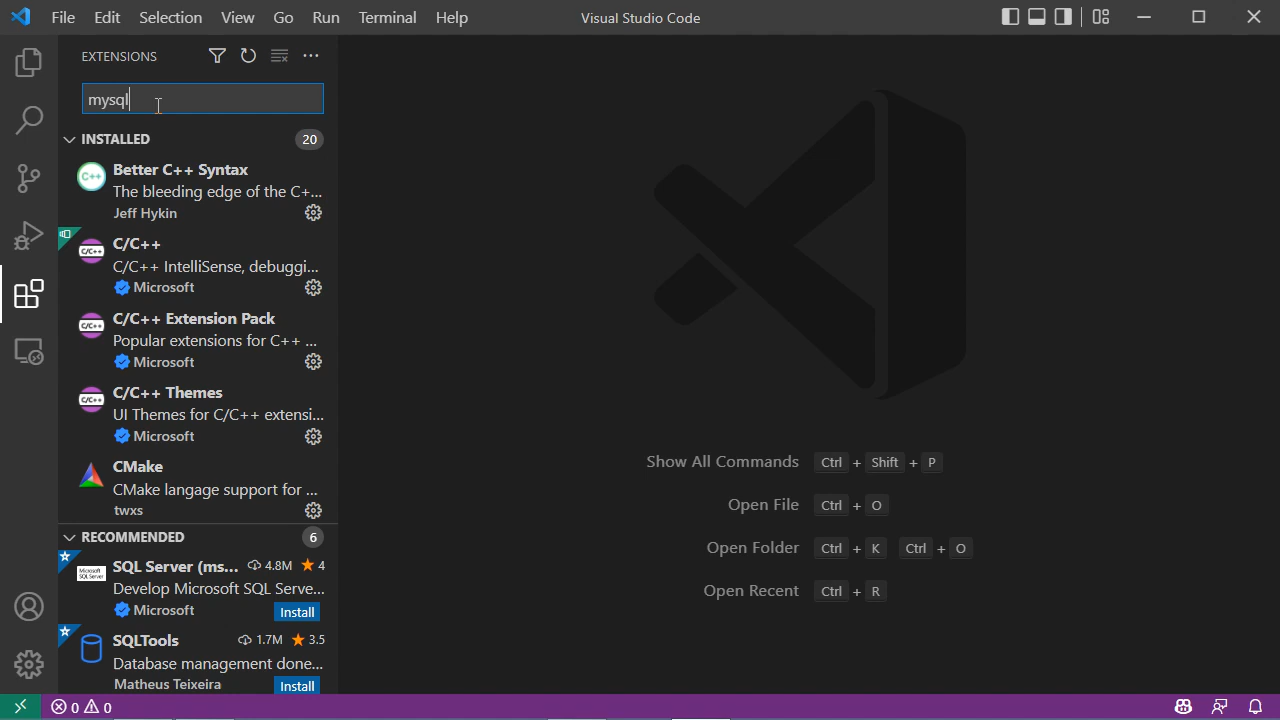 File Edit Selection View Go Run Terminal Help
Visual Studio Code
EXTENSIONS
mysql
INSTALLED 20
C++
Better C++ Syntax
The bleeding edge of the C+...
Jeff Hykin
C/C++
C/C++
C/C++ IntelliSense, debuggi...
Microsoft
C/C++
C/C++ Extension Pack
Popular extensions for C++ ...
Microsoft
C/C++
C/C++ Themes
UI Themes for C/C++ extensi...
Microsoft
CMake
CMake langage support for ...
twxs
RECOMMENDED 6
Microsoft
SQL Server
SQL Server (ms... 4.8M 4
Develop Microsoft SQL Serve...
Microsoft Install
SQLTools 1.7M 3.5
Database management done...
Matheus Teixeira Install
Show All Commands Ctrl + Shift + P
Open File Ctrl + O
Open Folder Ctrl + K Ctrl + O
Open Recent Ctrl + R
0 0